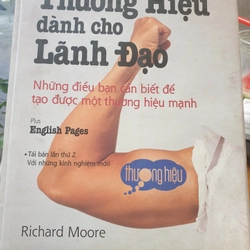 Thương Hiệu
dành cho
Lãnh Đạo
Những điều bạn cần biết để
tạo được một thương hiệu mạnh
Plus
English Pages
• Tái bản lần thứ 2
Với những kinh nghiệm mới!
thương hiệu
Richard Moore